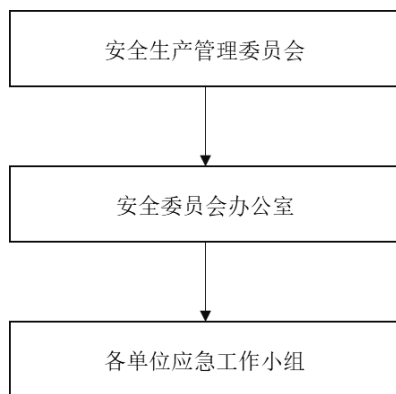 安全生产管理委员会
安全委员会办公室
各单位应急工作小组